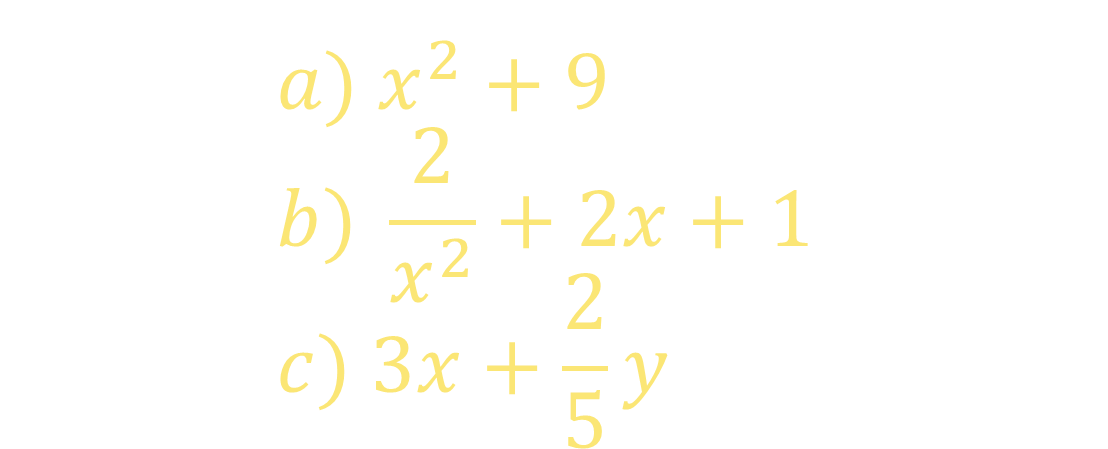 a) x² + 9
b) 2/x² + 2x + 1
c) 3x + 2/5 y